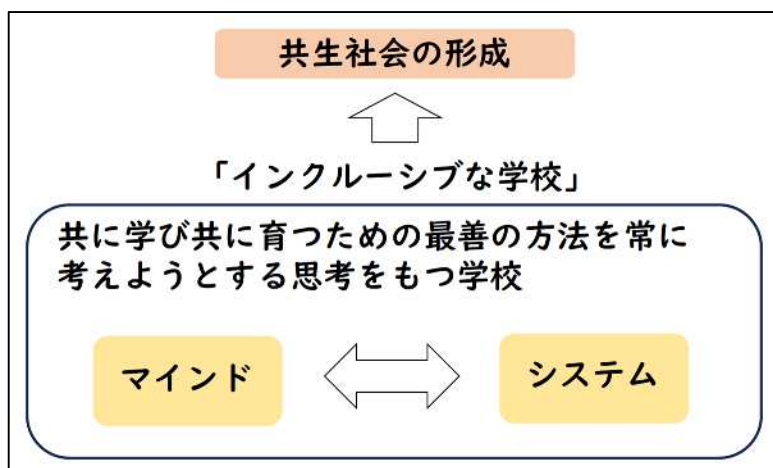 共生社会の形成
「インクルーシブな学校」
共に学び共に育つための最善の方法を常に
考えようとする思考をもつ学校
マインド
システム